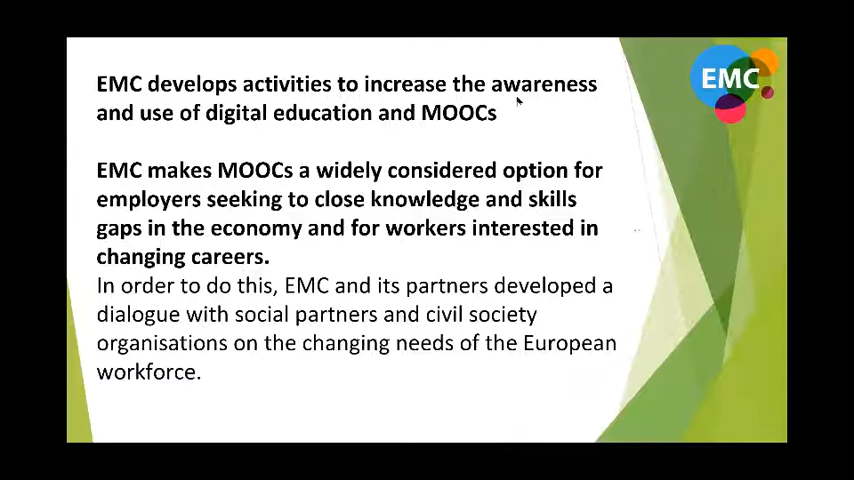 EMC develops activities to increase the awareness
and use of digital education and MOOCs
EMC makes MOOCs a widely considered option for
employers seeking to close knowledge and skills
gaps in the economy and for workers interested in
changing careers.
In order to do this, EMC and its partners developed a
dialogue with social partners and civil society
organisations on the changing needs of the European
workforce.
EMC